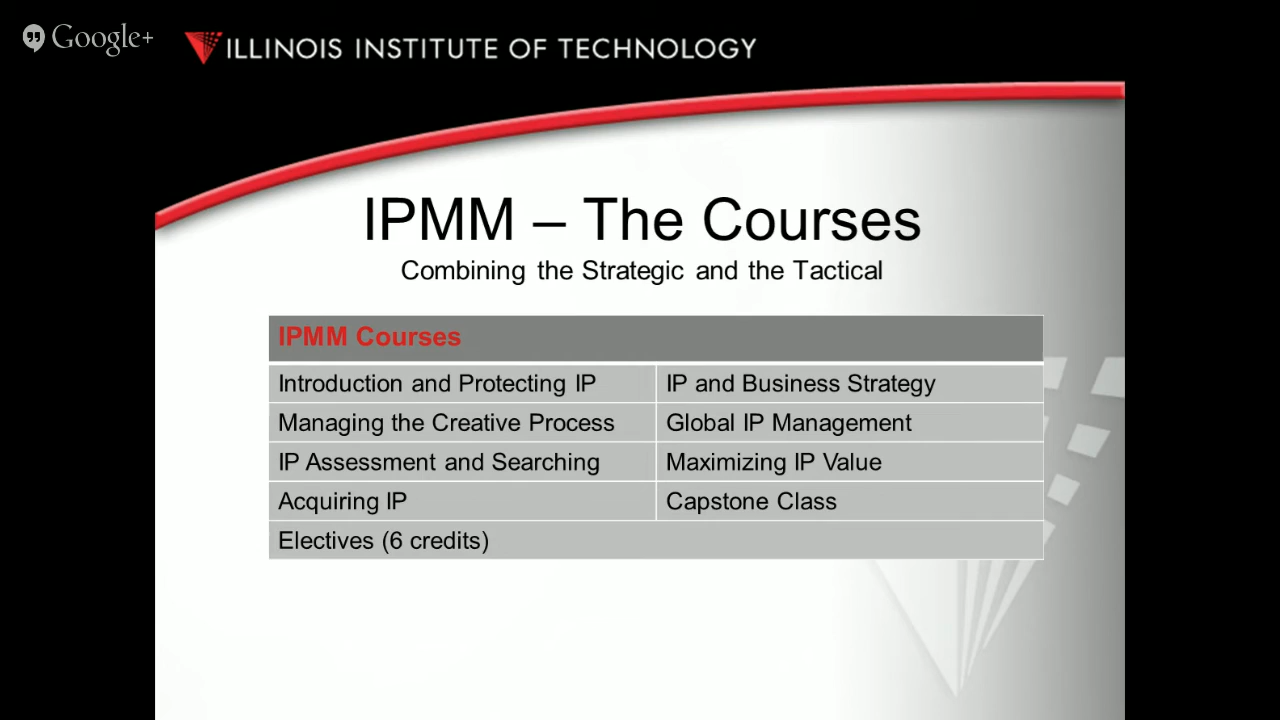 Google+
ILLINOIS INSTITUTE OF TECHNOLOGY
IPMM – The Courses
Combining the Strategic and the Tactical
IPMM Courses
Introduction and Protecting IP
IP and Business Strategy
Managing the Creative Process
Global IP Management
IP Assessment and Searching
Maximizing IP Value
Acquiring IP
Capstone Class
Electives (6 credits)